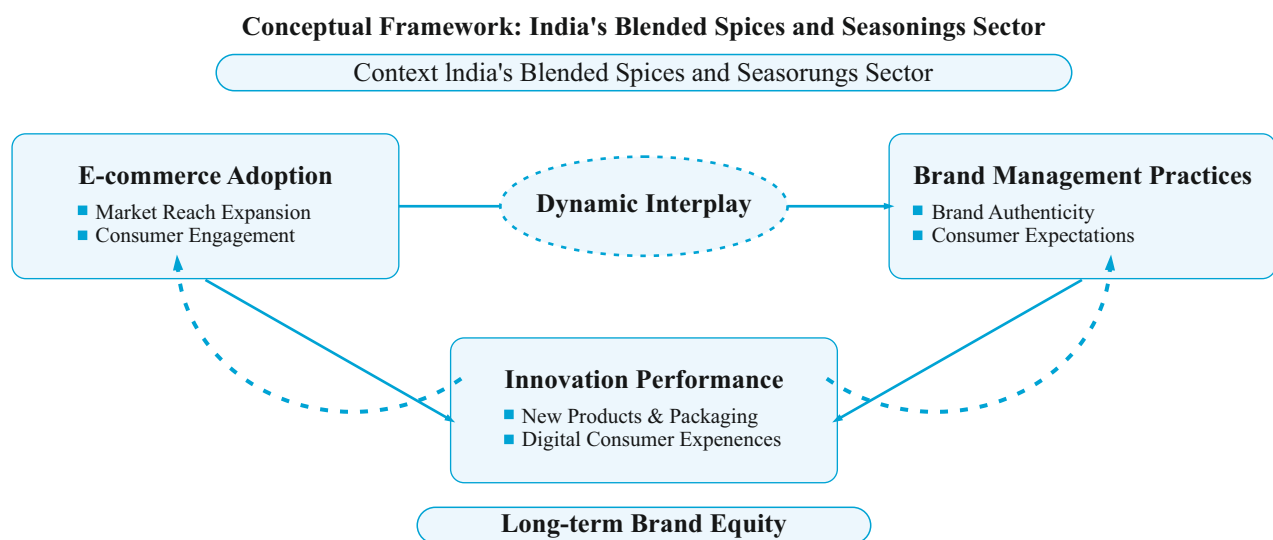 Conceptual Framework: India's Blended Spices and Seasonings Sector
Context lndia's Blended Spices and Seasorungs Sector
E-commerce Adoption
Market Reach Expansion
Consumer Engagement
Dynamic Interplay
Brand Management Practices
Brand Authenticity
Consumer Expectations
Innovation Performance
New Products & Packaging
Digital Consumer Expenences
Long-term Brand Equity